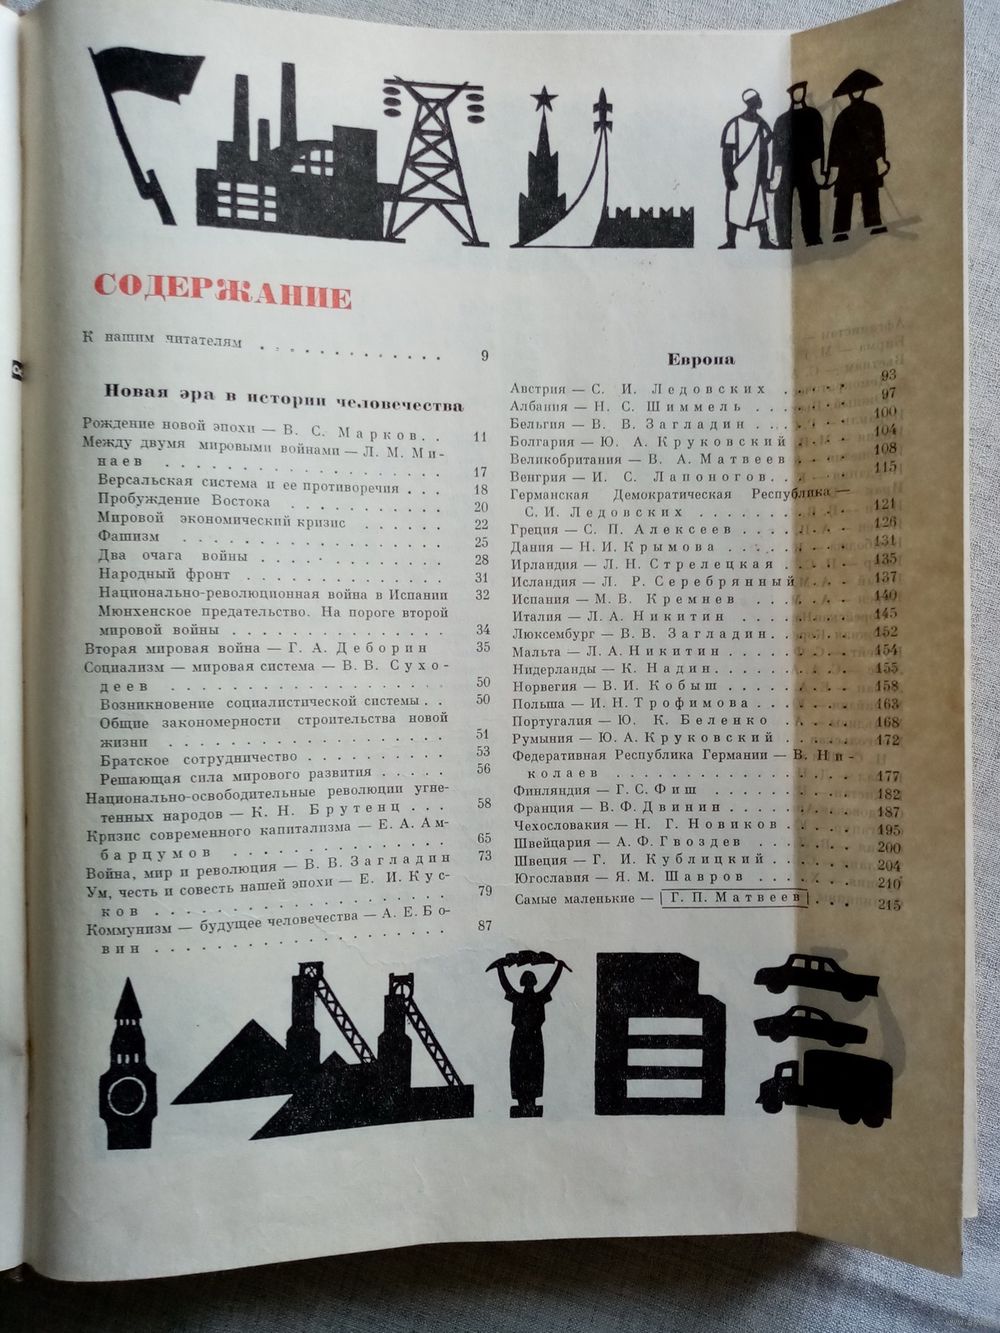 СОДЕРЖАНИЕ
К нашим читателям . . . . . . . . . . . . 9
Новая эра в истории человечества
Рождение новой эпохи — В. С. Марков . . 11
Между двумя мировыми войнами — Л. М. Ми-
наев . . . . . . . . . . . . 17
Версальская система и ее противоречия . . . 18
Пробуждение Востока . . . . . . . . 20
Мировой экономический кризис . . . . . 22
Фашизм . . . . . . . . . . . . 25
Два очага войны . . . . . . . . . 28
Народный фронт . . . . . . . . . . 31
Национально-революционная война в Испании 32
Мюнхенское предательство. На пороге второй
мировой войны . . . . . . . . . . 34
Вторая мировая война — Г. А. Деборин 35
Социализм — мировая система — В. В. Сухо-
деев . . . . . . . . . . . . 50
Возникновение социалистической системы . . 50
Общие закономерности строительства новой
жизни . . . . . . . . . . . . 51
Братское сотрудничество . . . . . . . 53
Решающая сила мирового развития . . . . . 56
Национально-освободительные революции угне-
тенных народов — К. Н. Брутенц . . . 58
Кризис современного капитализма — Е. А. Ам-
барцумов . . . . . . . . . . 65
Война, мир и революция — В. В. Загладин 73
Ум, честь и совесть нашей эпохи — Е. И. Кус-
ков . . . . . . . . . . . . 79
Коммунизм — будущее человечества — А. Е. Бо-
вин . . . . . . . . . . . . 87
Европа
Австрия — С. И. Ледовских . . . . 93
Албания — Н. С. Шиммель . . . . 97
Бельгия — В. В. Загладин . . . . 100
Болгария — Ю. А. Круковский . . . 104
Великобритания — В. А. Матвеев . . . 108
Венгрия — И. С. Лапоногов . . . . 115
Германская Демократическая Республика —
С. И. Ледовских . . . . . . . . 121
Греция — С. П. Алексеев . . . . . 126
Дания — Н. И. Крымова . . . . . 131
Ирландия — Л. Н. Стрелецкая . . . 135
Исландия — Л. Р. Серебрянный . . . 137
Испания — М. В. Кремнев . . . . . 140
Италия — Л. А. Никитин . . . . . 145
Люксембург — В. В. Загладин . . . . 152
Мальта — Л. А. Никитин . . . . . 154
Нидерланды — К. Надин . . . . . 155
Норвегия — В. И. Кобыш . . . . . 158
Польша — И. Н. Трофимова . . . . 163
Португалия — Ю. К. Беленко . . . . 168
Румыния — Ю. А. Круковский . . . . 172
Федеративная Республика Германии — В. Ни-
колаев . . . . . . . . . . . 177
Финляндия — Г. С. Фиш . . . . . 182
Франция — В. Ф. Двинин . . . . . 187
Чехословакия — Н. Г. Новиков . . . . 195
Швейцария — А. Ф. Гвоздев . . . . 200
Швеция — Г. И. Кублицкий . . . . 204
Югославия — Я. М. Шавров . . . . 210
Самые маленькие — Г. П. Матвеев . . . 215